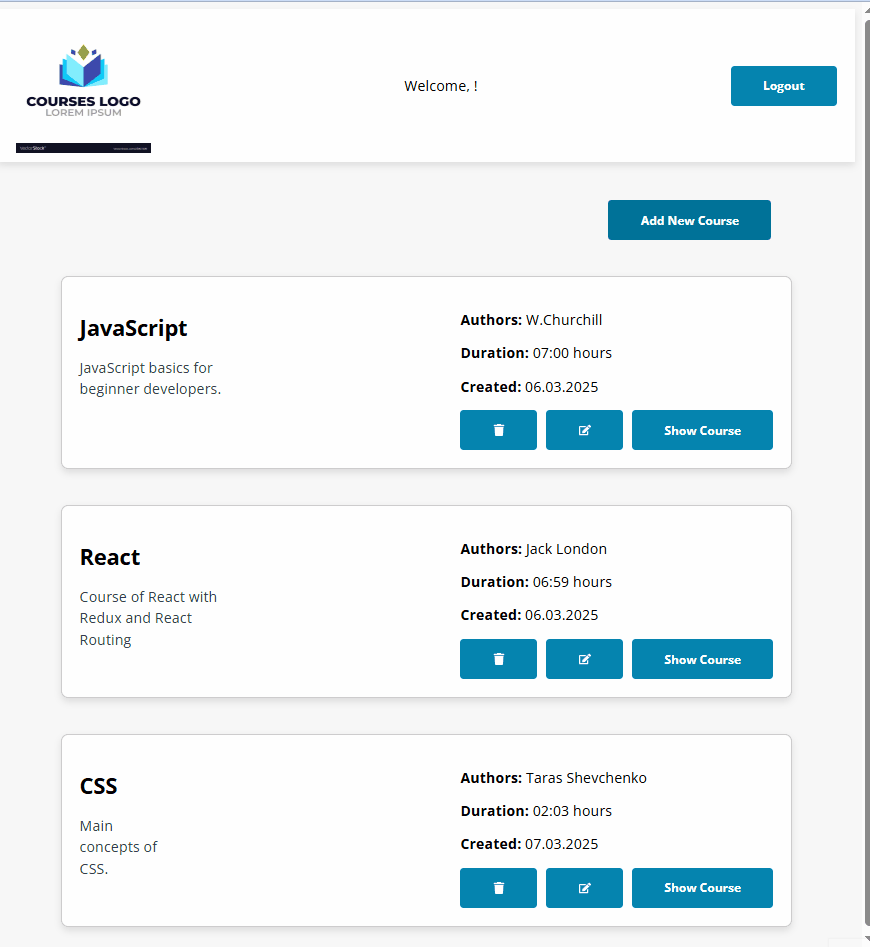 COURSES LOGO
LOREM IPSUM
VectorStock®
Welcome, !
Logout
Add New Course
JavaScript
JavaScript basics for
beginner developers.
Authors: W.Churchill
Duration: 07:00 hours
Created: 06.03.2025
Show Course
React
Course of React with
Redux and React
Routing
Authors: Jack London
Duration: 06:59 hours
Created: 06.03.2025
Show Course
CSS
Main
concepts of
CSS.
Authors: Taras Shevchenko
Duration: 02:03 hours
Created: 07.03.2025
Show Course